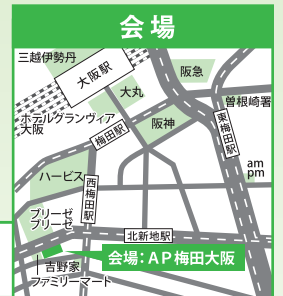 会場
三越伊勢丹
大阪駅
阪急
大丸
曽根崎署
ホテルグランヴィア
大阪
梅田駅
阪神
東梅田駅
am
pm
ハービス
西梅田駅
ブリーゼ
ブリーゼ
北新地駅
会場：AP梅田大阪
吉野家
ファミリーマート